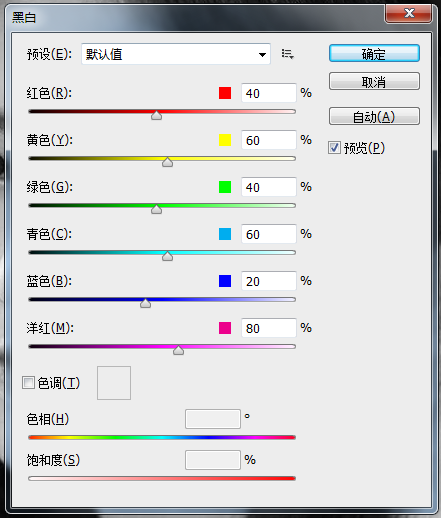 黑白
预设(E): 默认值 确定
取消
红色(R): 40 %
自动(A)
黄色(Y): 60 %
预览(P)
绿色(G): 40 %
青色(C): 60 %
蓝色(B): 20 %
洋红(M): 80 %
色调(T)
色相(H) °
饱和度(S) %